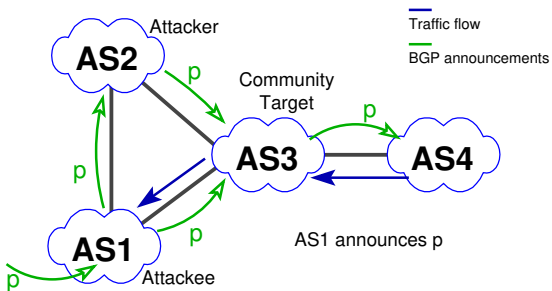 Attacker
Traffic flow
BGP announcements
AS2
p
Community
Target
p
p
AS3
AS4
p
AS1
Attackee
AS1 announces p
p